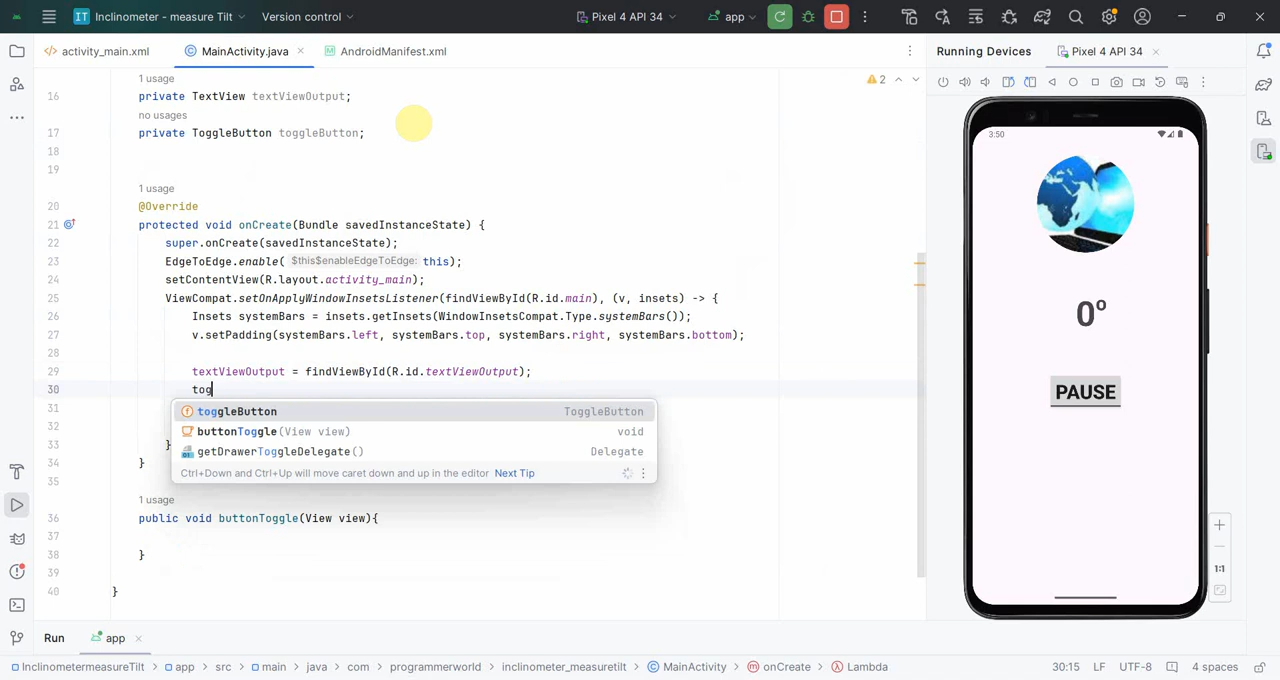 IT Inclinometer - measure Tilt Version control Pixel 4 API 34 app
activity_main.xml MainActivity.java AndroidManifest.xml Running Devices Pixel 4 API 34
1 usage 2
16 private TextView textViewOutput;
no usages
17 private ToggleButton toggleButton;
18
19
1 usage
20 @Override
21 protected void onCreate(Bundle savedInstanceState) {
22 super.onCreate(savedInstanceState);
23 EdgeToEdge.enable( $this$enableEdgeToEdge: this);
24 setContentView(R.layout.activity_main);
25 ViewCompat.setOnApplyWindowInsetsListener(findViewById(R.id.main), (v, insets) -> {
26 Insets systemBars = insets.getInsets(WindowInsetsCompat.Type.systemBars());
27 v.setPadding(systemBars.left, systemBars.top, systemBars.right, systemBars.bottom);
28
29 textViewOutput = findViewById(R.id.textViewOutput);
30 tog
31 toggleButton ToggleButton
32 buttonToggle(View view) void
33 } getDrawerToggleDelegate() Delegate
34 } Ctrl+Down and Ctrl+Up will move caret down and up in the editor Next Tip
35
1 usage
36 public void buttonToggle(View view){
37
38 }
39
40 }
3:50
0º
PAUSE
1:1
Run app
InclinometermeasureTilt > app > src > main > java > com > programmerworld > inclinometer_measuretilt > MainActivity > onCreate > Lambda 30:15 LF UTF-8 4 spaces